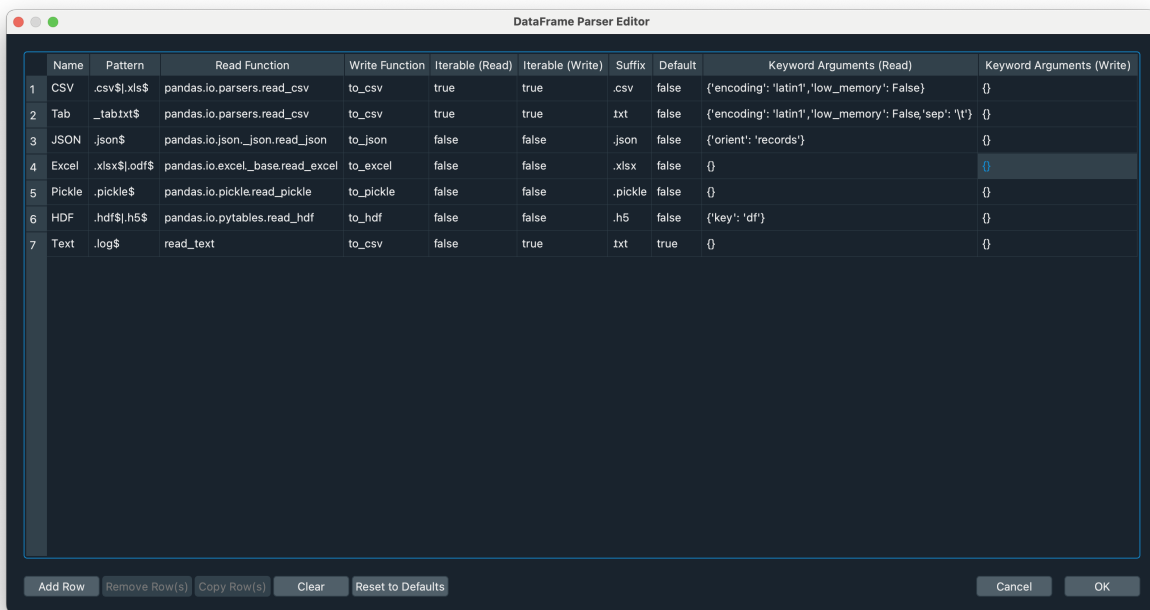 DataFrame Parser Editor
Name Pattern Read Function Write Function Iterable (Read) Iterable (Write) Suffix Default Keyword Arguments (Read) Keyword Arguments (Write)
1 CSV .csv$|.xls$ pandas.io.parsers.read_csv to_csv true true .csv false {'encoding': 'latin1','low_memory': False} {}
2 Tab _tab.txt$ pandas.io.parsers.read_csv to_csv true true .txt false {'encoding': 'latin1','low_memory': False,'sep': '\t'} {}
3 JSON .json$ pandas.io.json._json.read_json to_json false false .json false {'orient': 'records'} {}
4 Excel .xlsx$|.odf$ pandas.io.excel._base.read_excel to_excel false false .xlsx false {} {}
5 Pickle .pickle$ pandas.io.pickle.read_pickle to_pickle false false .pickle false {} {}
6 HDF .hdf$|.h5$ pandas.io.pytables.read_hdf to_hdf false false .h5 false {'key': 'df'} {}
7 Text .log$ read_text to_csv false true .txt true {} {}
Add Row Remove Row(s) Copy Row(s) Clear Reset to Defaults Cancel OK